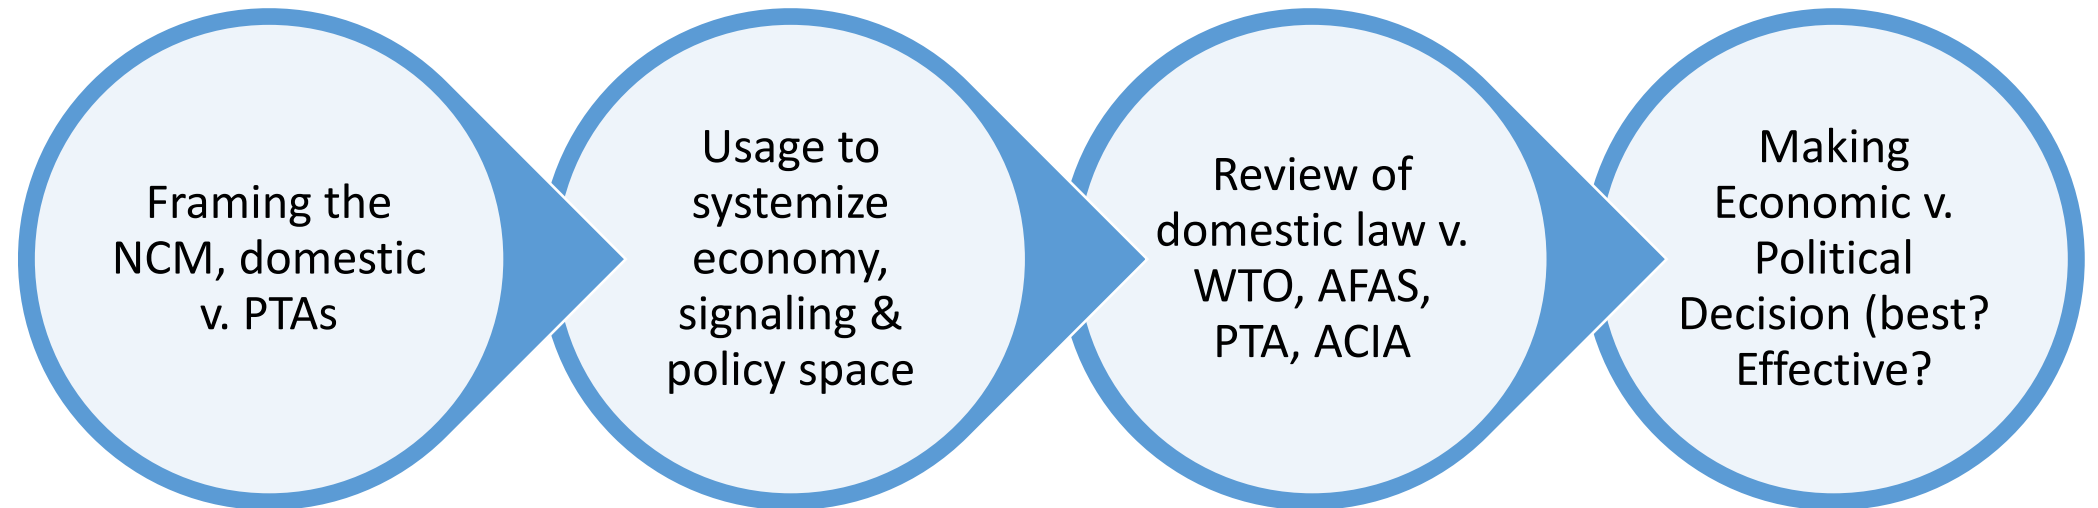 Framing the
NCM, domestic
v. PTAs
Usage to
systemize
economy,
signaling &
policy space
Review of
domestic law v.
WTO, AFAS,
PTA, ACIA
Making
Economic v.
Political
Decision (best?
Effective?